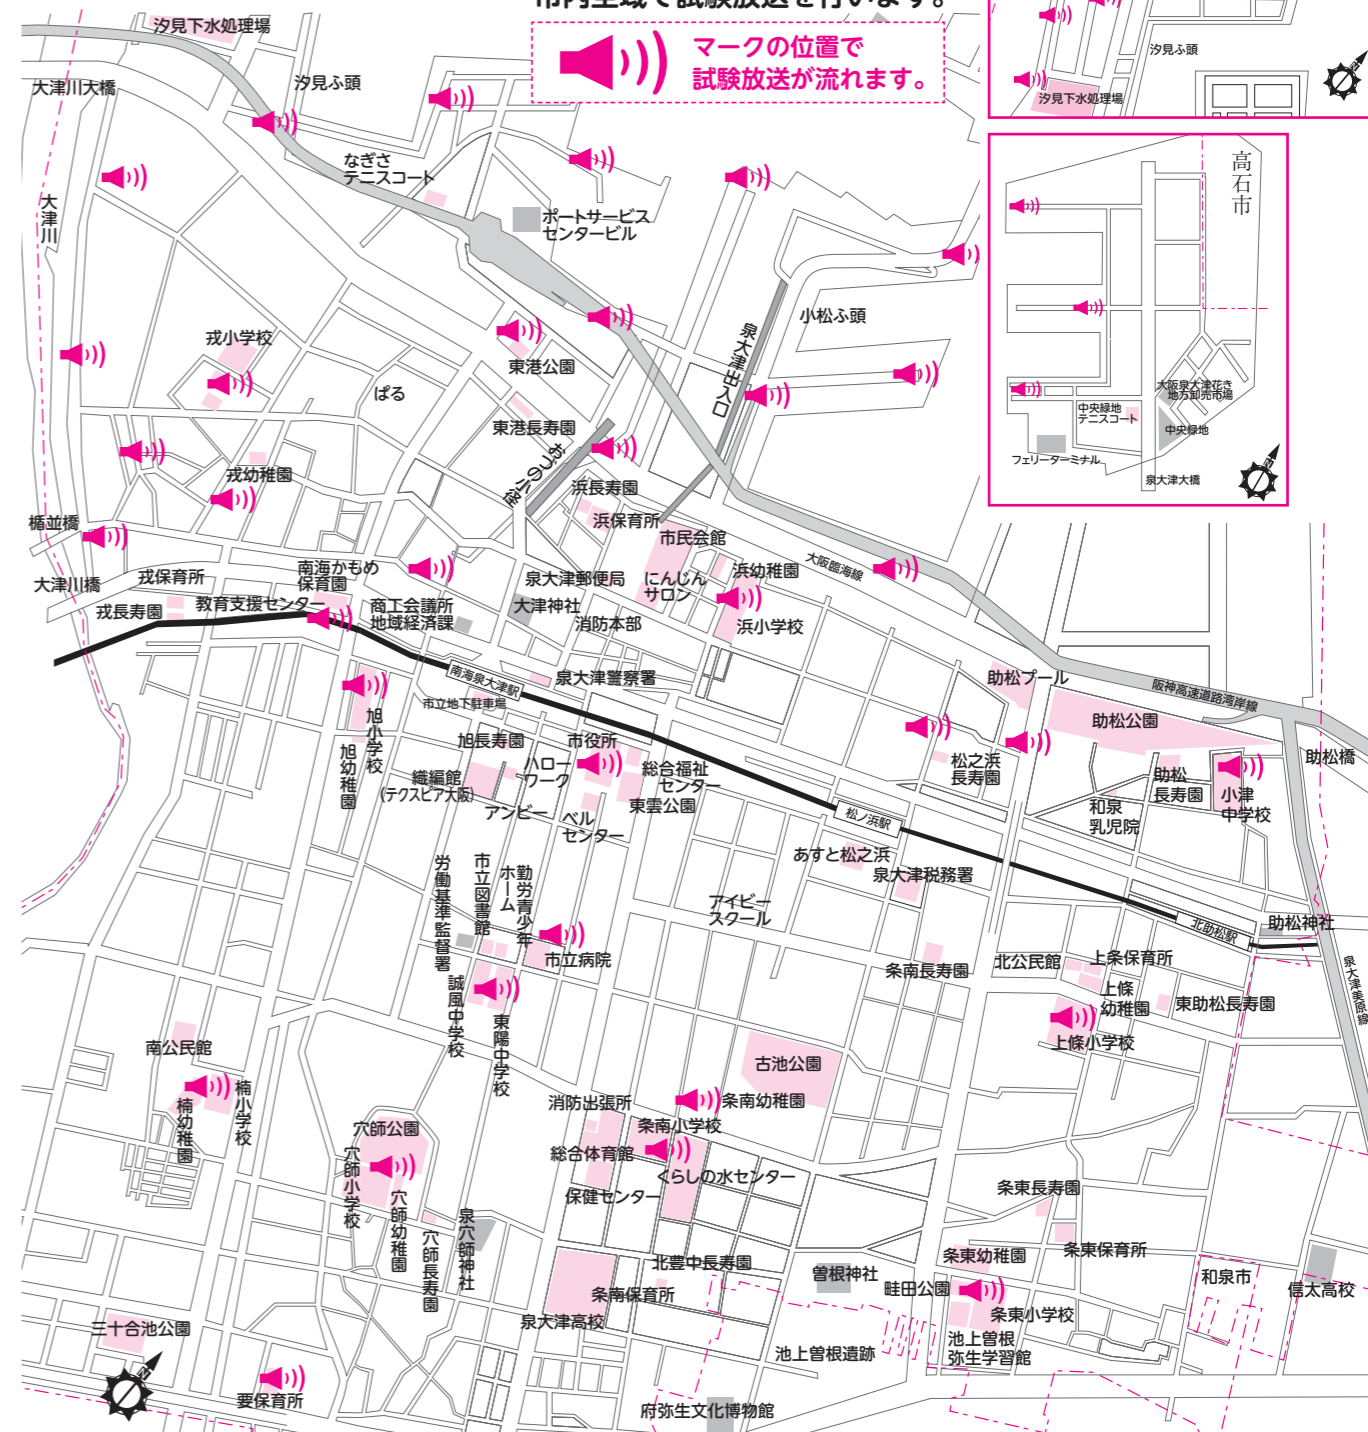 市内全域で試験放送を行います。
マークの位置で
試験放送が流れます。
汐見下水処理場
大津川大橋
汐見ふ頭
大津川
なぎさ
テニスコート
ポートサービス
センタービル
小松ふ頭
泉大津出入口
東港公園
戎小学校
ぱる
東港長寿園
おづの小径
戎幼稚園
浜長寿園
浜保育所
市民会館
楯並橋
大津川橋
戎保育所
南海かもめ
保育園
泉大津郵便局
にんじん
サロン
浜幼稚園
大阪臨海線
戎長寿園
教育支援センター
商工会議所
地域経済課
大津神社
消防本部
浜小学校
南海泉大津駅
泉大津警察署
市立地下駐車場
助松プール
阪神高速道路湾岸線
助松公園
助松橋
旭小学校
旭幼稚園
旭長寿園
市役所
ハロー
ワーク
総合福祉
センター
織編館
(テクスピア大阪)
アンビー
ベル
センター
東雲公園
松之浜
長寿園
助松
長寿園
小津
中学校
和泉
乳児院
松ノ浜駅
あすと松之浜
泉大津税務署
労働基準監督署
市立図書館
勤労青少年
ホーム
アイビー
スクール
市立病院
北助松駅
助松神社
泉大津美原線
条南長寿園
北公民館
上条保育所
上條
幼稚園
東助松長寿園
上條小学校
誠風中学校
東陽中学校
南公民館
楠小学校
楠幼稚園
古池公園
消防出張所
条南幼稚園
条南小学校
穴師公園
穴師小学校
穴師幼稚園
穴師長寿園
泉穴師神社
総合体育館
くらしの水センター
保健センター
条東長寿園
条東幼稚園
条東保育所
北豊中長寿園
曽根神社
畦田公園
条東小学校
和泉市
信太高校
条南保育所
泉大津高校
池上曽根
弥生学習館
池上曽根遺跡
三十合池公園
要保育所
府弥生文化博物館
N
汐見ふ頭
汐見下水処理場
N
高石市
大阪泉大津花き
地方卸売市場
中央緑地
テニスコート
中央緑地
フェリーターミナル
泉大津大橋
N